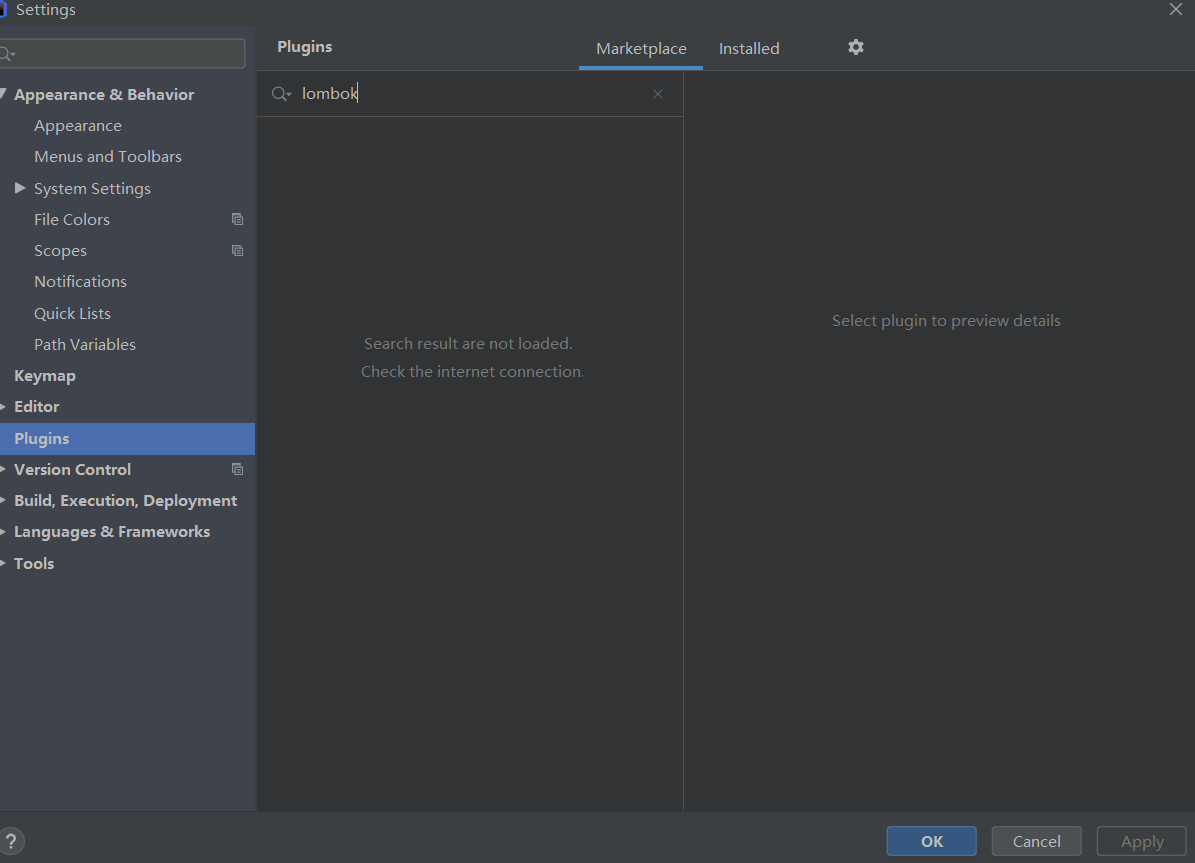 Settings
Plugins
Marketplace
Installed
lombok
Appearance & Behavior
Appearance
Menus and Toolbars
System Settings
File Colors
Scopes
Notifications
Quick Lists
Path Variables
Keymap
Editor
Plugins
Version Control
Build, Execution, Deployment
Languages & Frameworks
Tools
Search result are not loaded.
Check the internet connection.
Select plugin to preview details
?
OK
Cancel
Apply